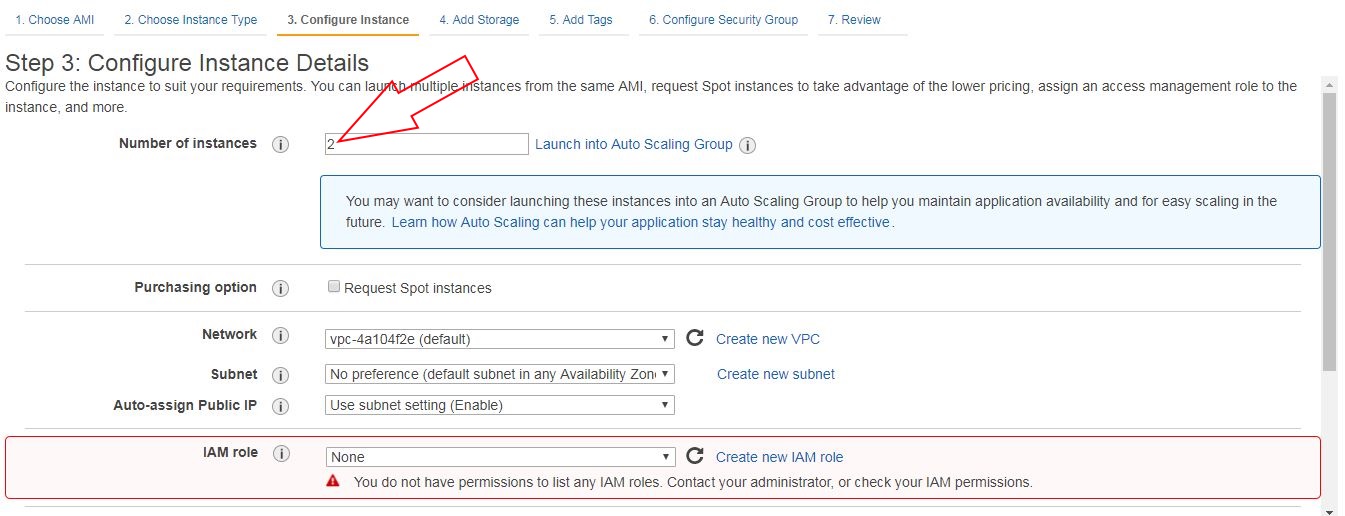 1. Choose AMI 2. Choose Instance Type 3. Configure Instance 4. Add Storage 5. Add Tags 6. Configure Security Group 7. Review
Step 3: Configure Instance Details
Configure the instance to suit your requirements. You can launch multiple instances from the same AMI, request Spot instances to take advantage of the lower pricing, assign an access management role to the
instance, and more.
Number of instances i 2 Launch into Auto Scaling Group i
You may want to consider launching these instances into an Auto Scaling Group to help you maintain application availability and for easy scaling in the
future. Learn how Auto Scaling can help your application stay healthy and cost effective.
Purchasing option i Request Spot instances
Network i vpc-4a104f2e (default) Create new VPC
Subnet i No preference (default subnet in any Availability Zon Create new subnet
Auto-assign Public IP i Use subnet setting (Enable)
IAM role i None Create new IAM role
You do not have permissions to list any IAM roles. Contact your administrator, or check your IAM permissions.